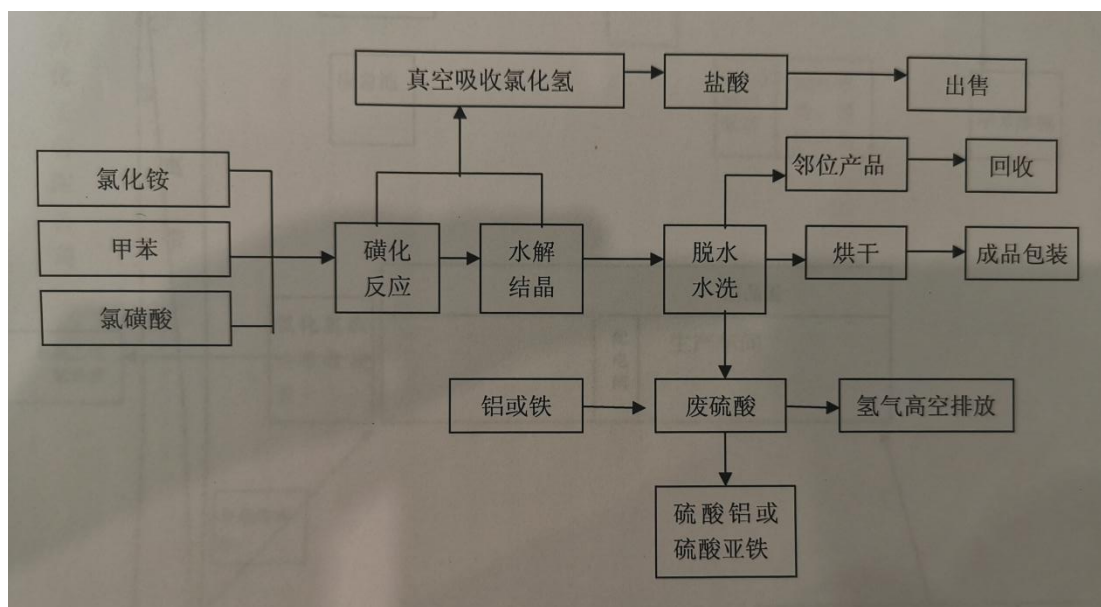 真空吸收氯化氢
盐酸
出售
氯化铵
甲苯
氯磺酸
磺化
反应
水解
结晶
脱水
水洗
邻位产品
回收
烘干
成品包装
铝或铁
废硫酸
氢气高空排放
硫酸铝或
硫酸亚铁